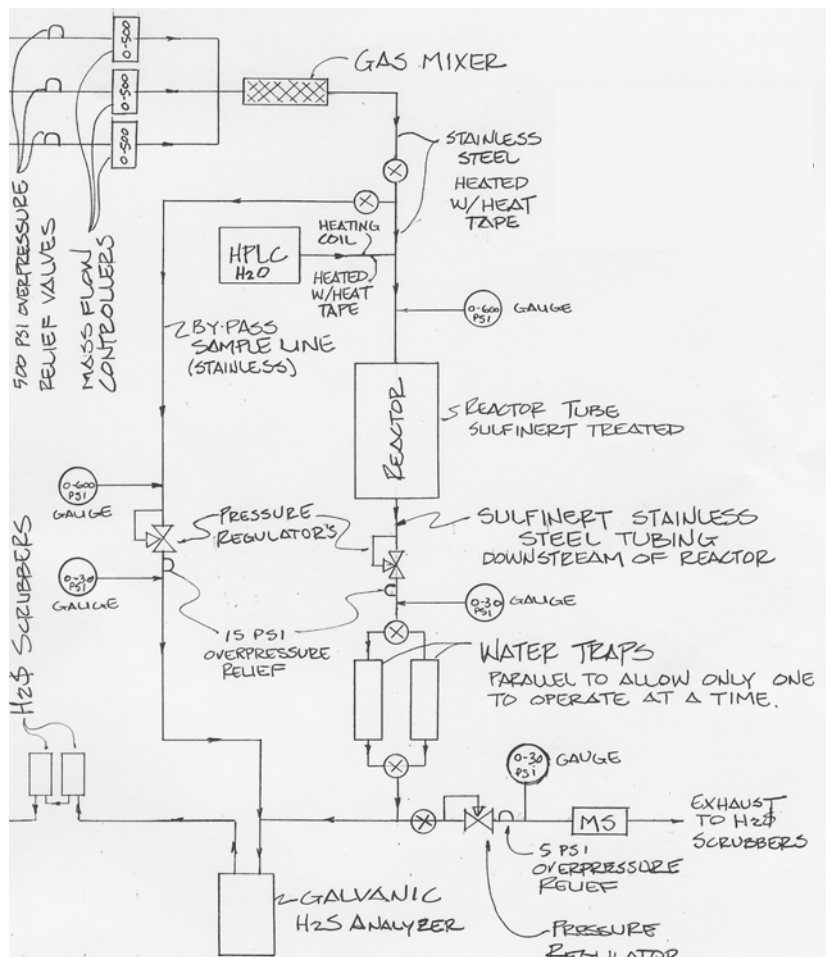 0-500
0-500
0-500
GAS MIXER
STAINLESS
STEEL
HEATED
W/HEAT
TAPE
500 PSI OVERPRESSURE
RELIEF VALVES
MASS FLOW
CONTROLLERS
HEATING
COIL
HPLC
H2O
HEATED
W/HEAT
TAPE
0-600
PSI
GAUGE
BY-PASS
SAMPLE LINE
(STAINLESS)
REACTOR
REACTOR TUBE
SULFINERT TREATED
0-600
PSI
GAUGE
PRESSURE
REGULATOR'S
SULFINERT STAINLESS
STEEL TUBING
DOWNSTREAM OF REACTOR
0-30
PSI
GAUGE
0-30
PSI
GAUGE
15 PSI
OVERPRESSURE
RELIEF
H2S SCRUBBERS
WATER TRAPS
PARALLEL TO ALLOW ONLY ONE
TO OPERATE AT A TIME.
0-30
PSI
GAUGE
MS
EXHAUST
TO H2S
SCRUBBERS
5 PSI
OVERPRESSURE
RELIEF
GALVANIC
H2S ANALYZER
PRESSURE
REGULATOR